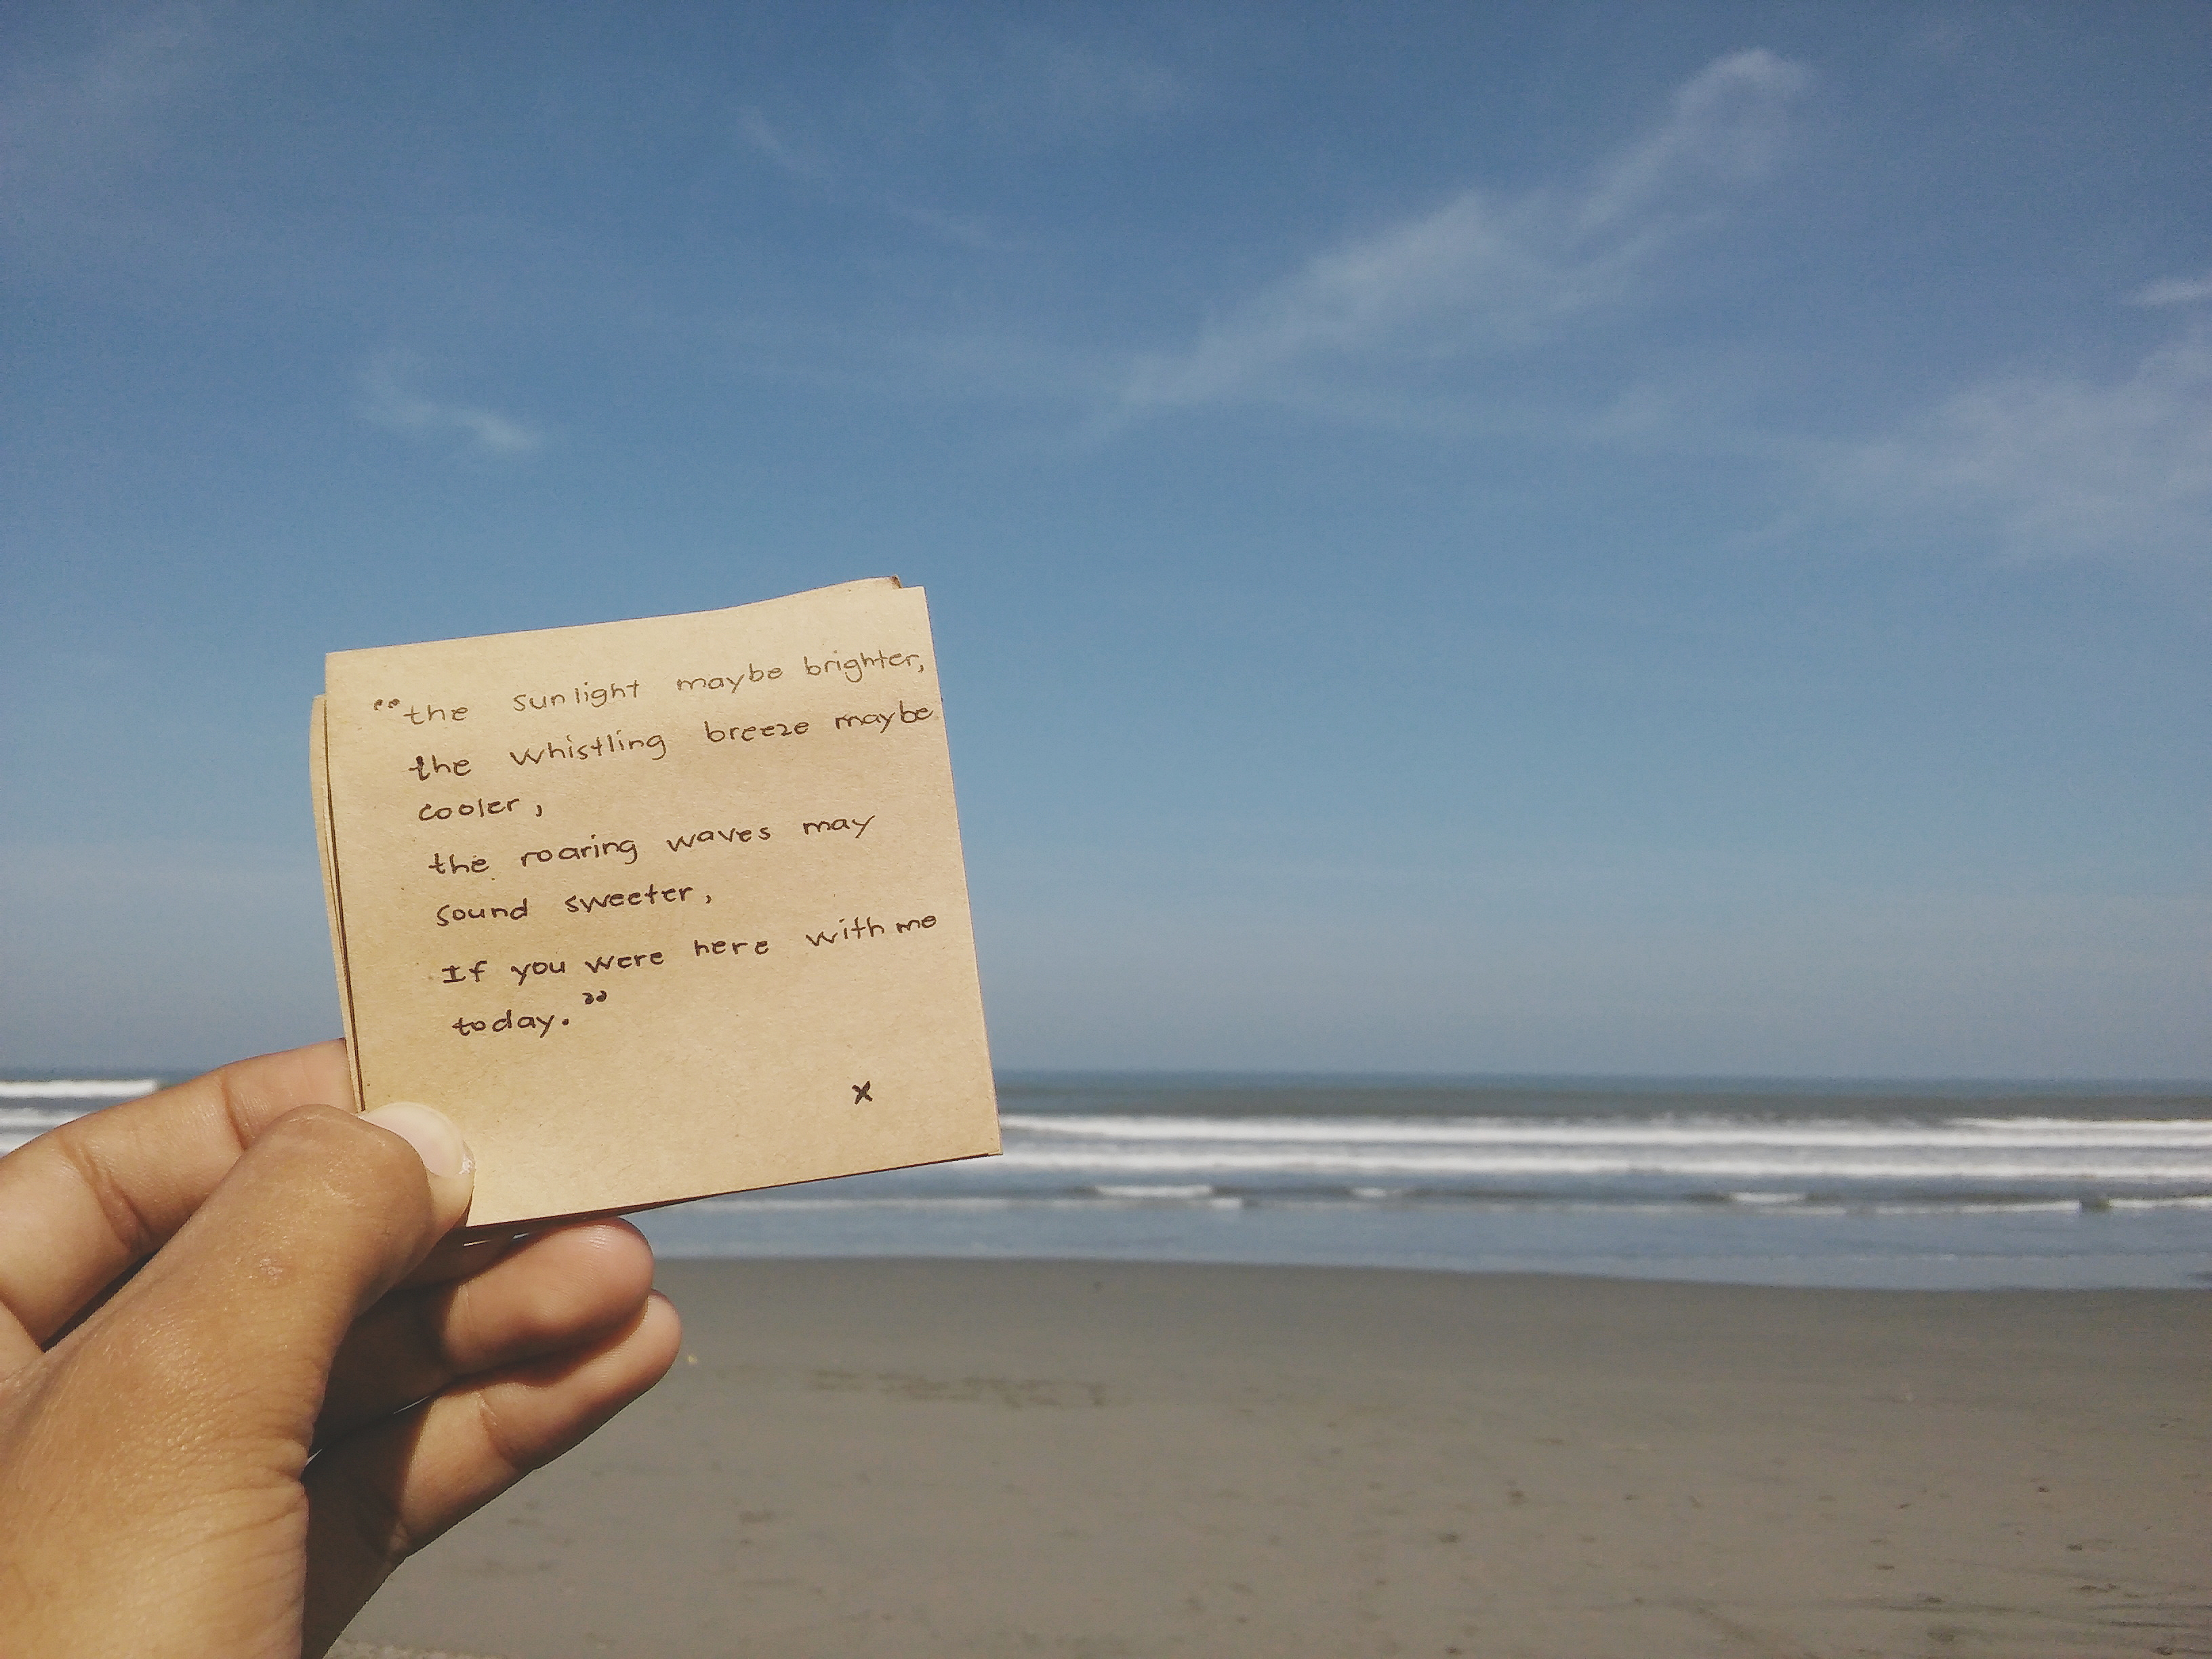 “the sunlight maybe brighter,
the whistling breeze maybe
cooler,
the roaring waves may
sound sweeter,
If you were here with me
today.”
x